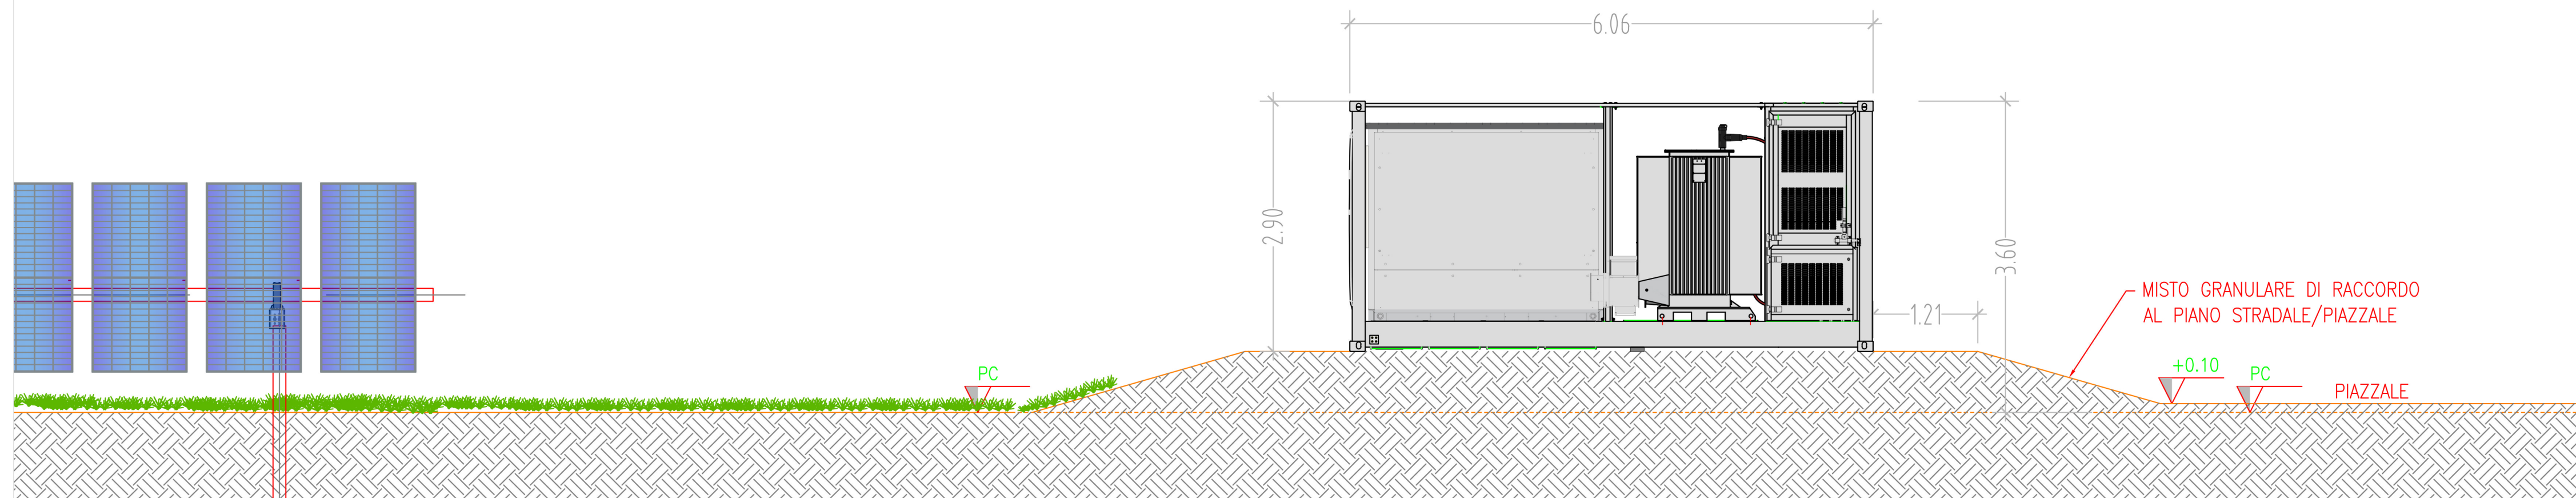 6.06
2.90
3.60
1.21
MISTO GRANULARE DI RACCORDO
AL PIANO STRADALE/PIAZZALE
PC
+0.10
PC
PIAZZALE